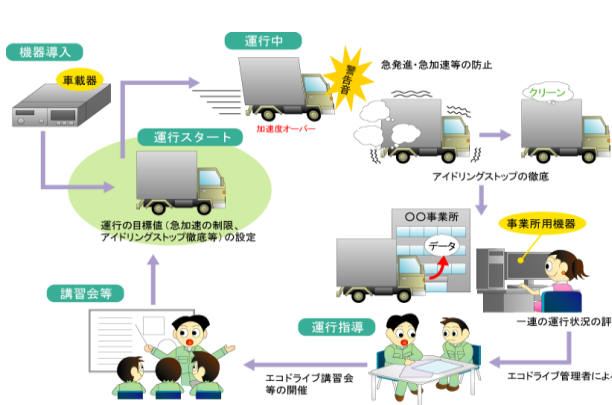 機器導入
車載器
運行中
警告音
加速度オーバー
急発進・急加速等の防止
クリーン
アイドリングストップの徹底
運行スタート
運行の目標値（急加速の制限、
アイドリングストップ徹底等）の設定
〇〇事業所
データ
事業所用機器
一連の運行状況の評
エコドライブ管理者によ
運行指導
エコドライブ講習会
等の開催
講習会等